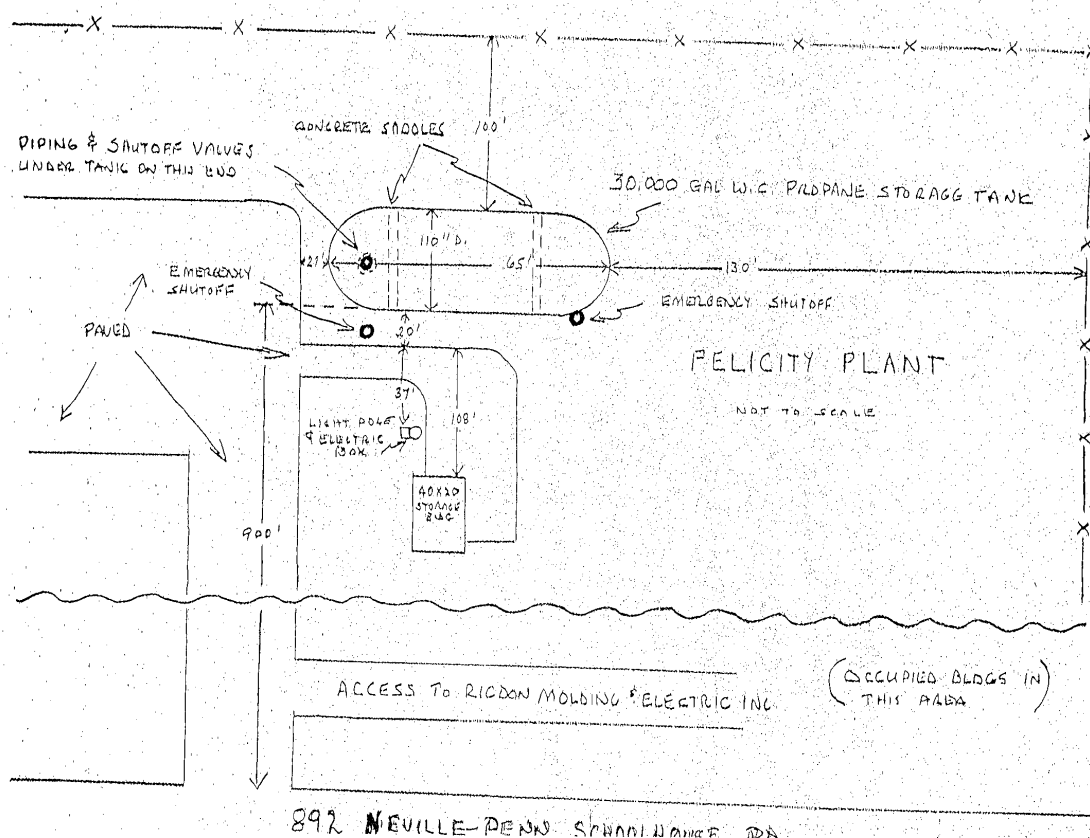 CONCRETE SADDLES
100'
PIPING & SHUTOFF VALVES
UNDER TANK ON THIS END
30,000 GAL W.C. PROPANE STORAGE TANK
110" D.
21'
65'
130'
EMERGENCY
SHUTOFF
EMERGENCY SHUTOFF
20'
PAVED
FELICITY PLANT
NOT TO SCALE
37'
108'
LIGHT POLE
& ELECTRIC
BOX
40X20
STORAGE
BLDG
900'
ACCESS TO RIGDON MOLDING & ELECTRIC INC.
(OCCUPIED BLDGS IN)
THIS AREA
892 NEVILLE-PENN SCHOOLHOUSE RD